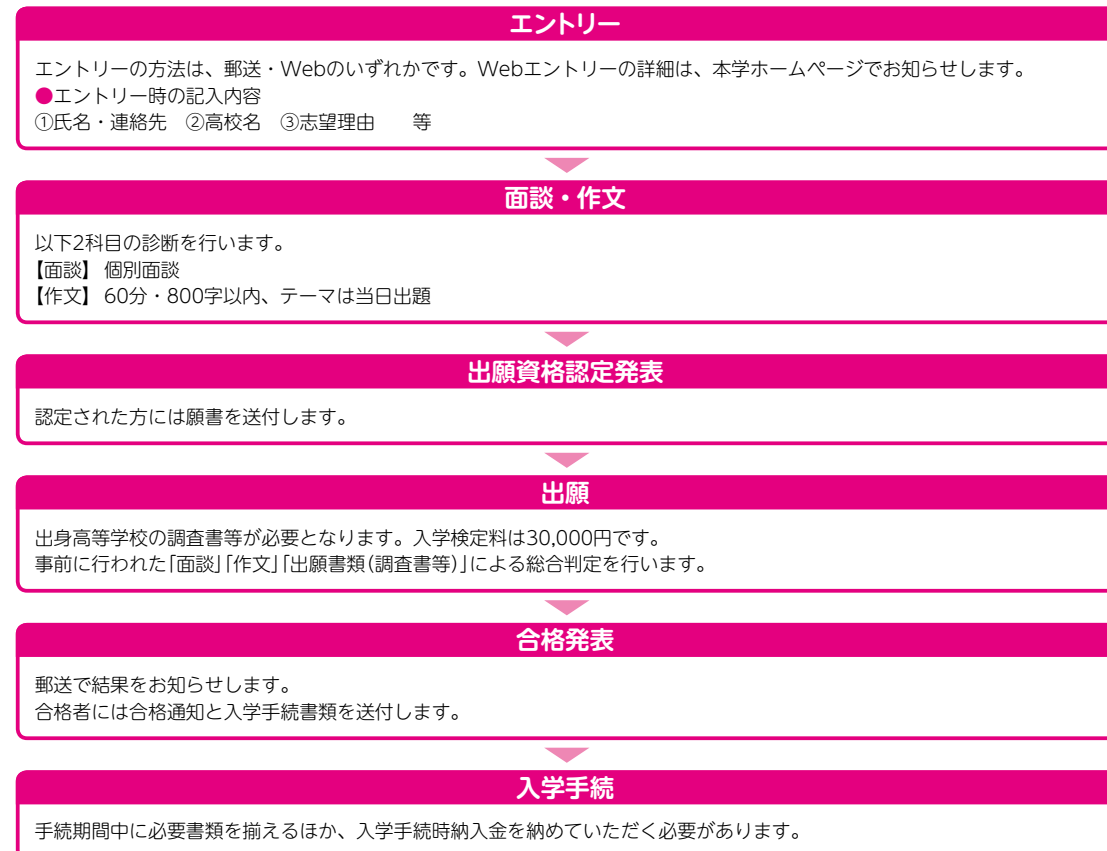 エントリー
エントリーの方法は、郵送・Webのいずれかです。Webエントリーの詳細は、本学ホームページでお知らせします。
●エントリー時の記入内容
①氏名・連絡先　②高校名　③志望理由　　等
面談・作文
以下2科目の診断を行います。
【面談】 個別面談
【作文】 60分・800字以内、テーマは当日出題
出願資格認定発表
認定された方には願書を送付します。
出願
出身高等学校の調査書等が必要となります。入学検定料は30,000円です。
事前に行われた「面談」「作文」「出願書類(調査書等)」による総合判定を行います。
合格発表
郵送で結果をお知らせします。
合格者には合格通知と入学手続書類を送付します。
入学手続
手続期間中に必要書類を揃えるほか、入学手続時納入金を納めていただく必要があります。